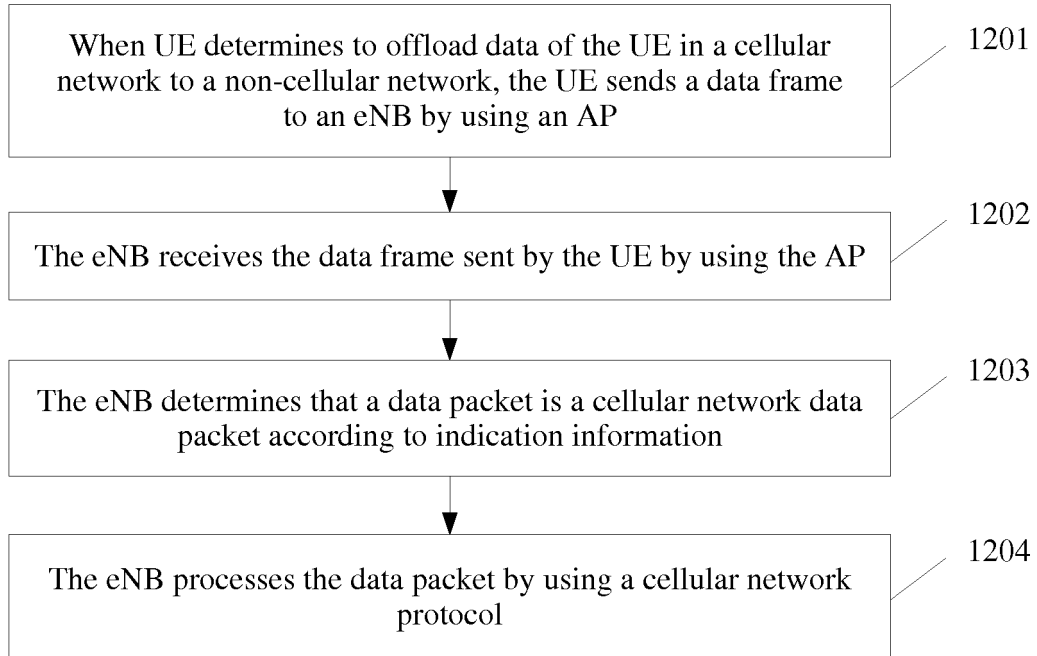 When UE determines to offload data of the UE in a cellular
network to a non-cellular network, the UE sends a data frame
to an eNB by using an AP
1201
The eNB receives the data frame sent by the UE by using the AP
1202
The eNB determines that a data packet is a cellular network data
packet according to indication information
1203
The eNB processes the data packet by using a cellular network
protocol
1204